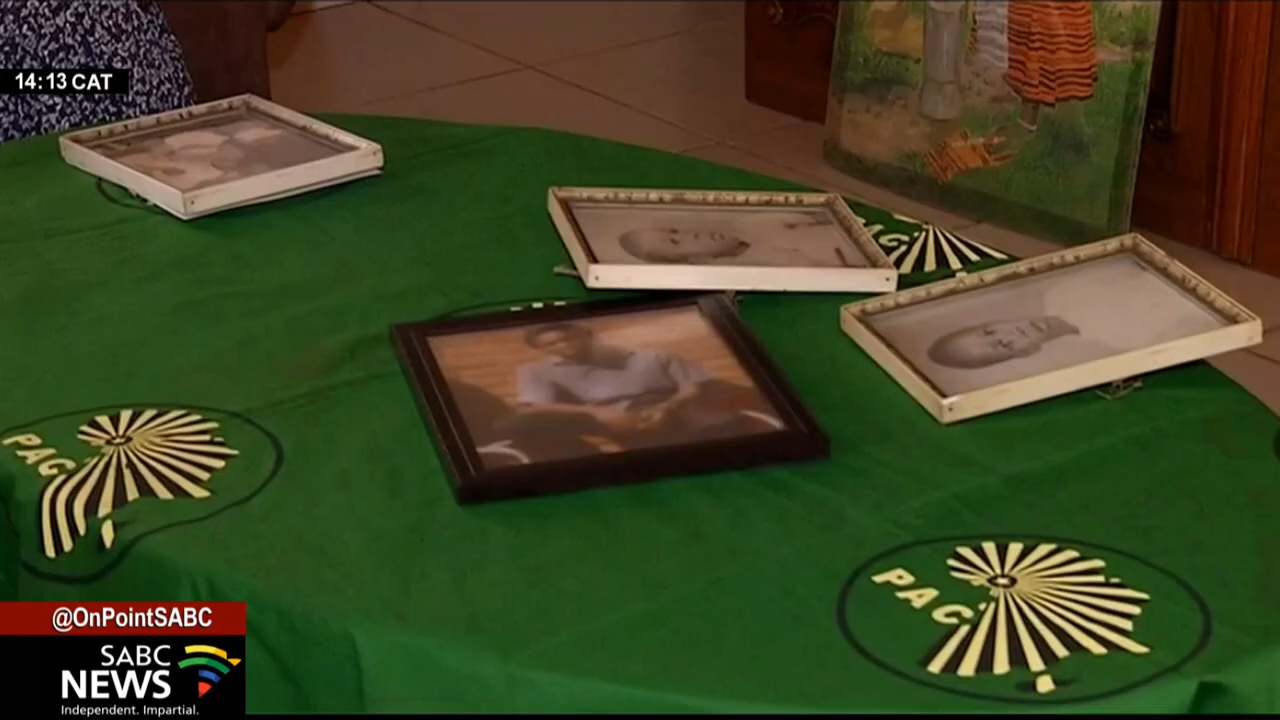 14:13 CAT
PAC
PAC
PAC
@OnPointSABC
SABC
NEWS
Independent. Impartial.